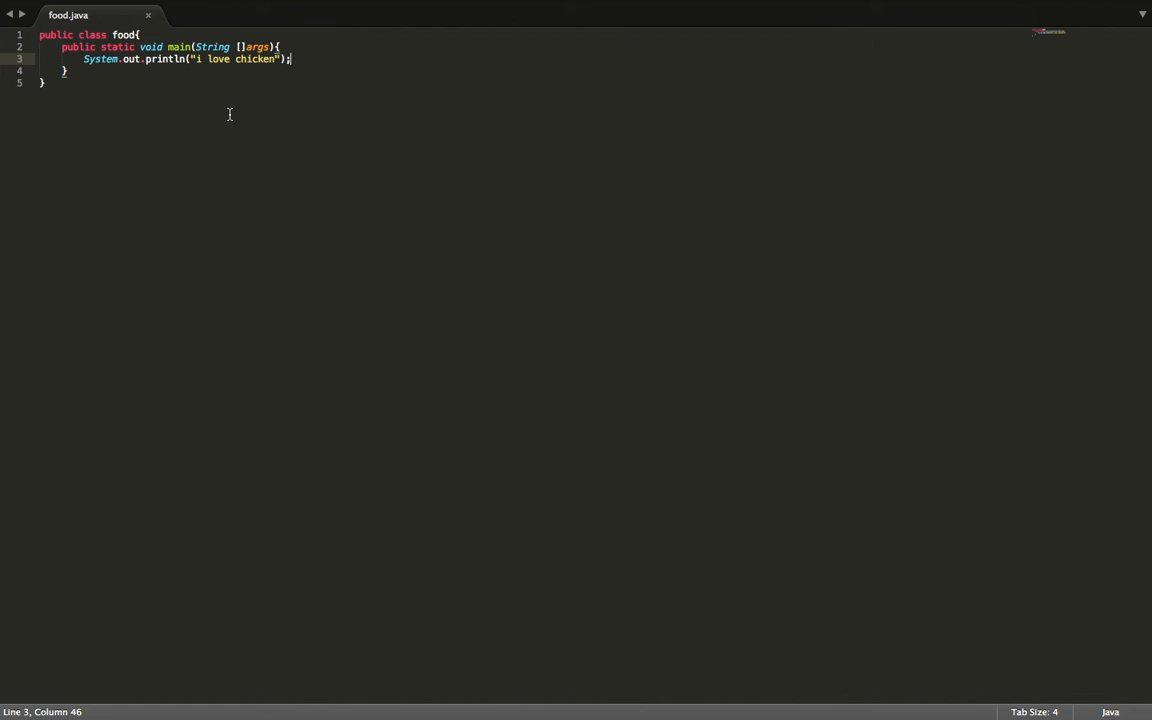 food.java
1 public class food{
2     public static void main(String []args){
3         System.out.println("i love chicken");
4     }
5 }
Line 3, Column 46 Tab Size: 4 Java